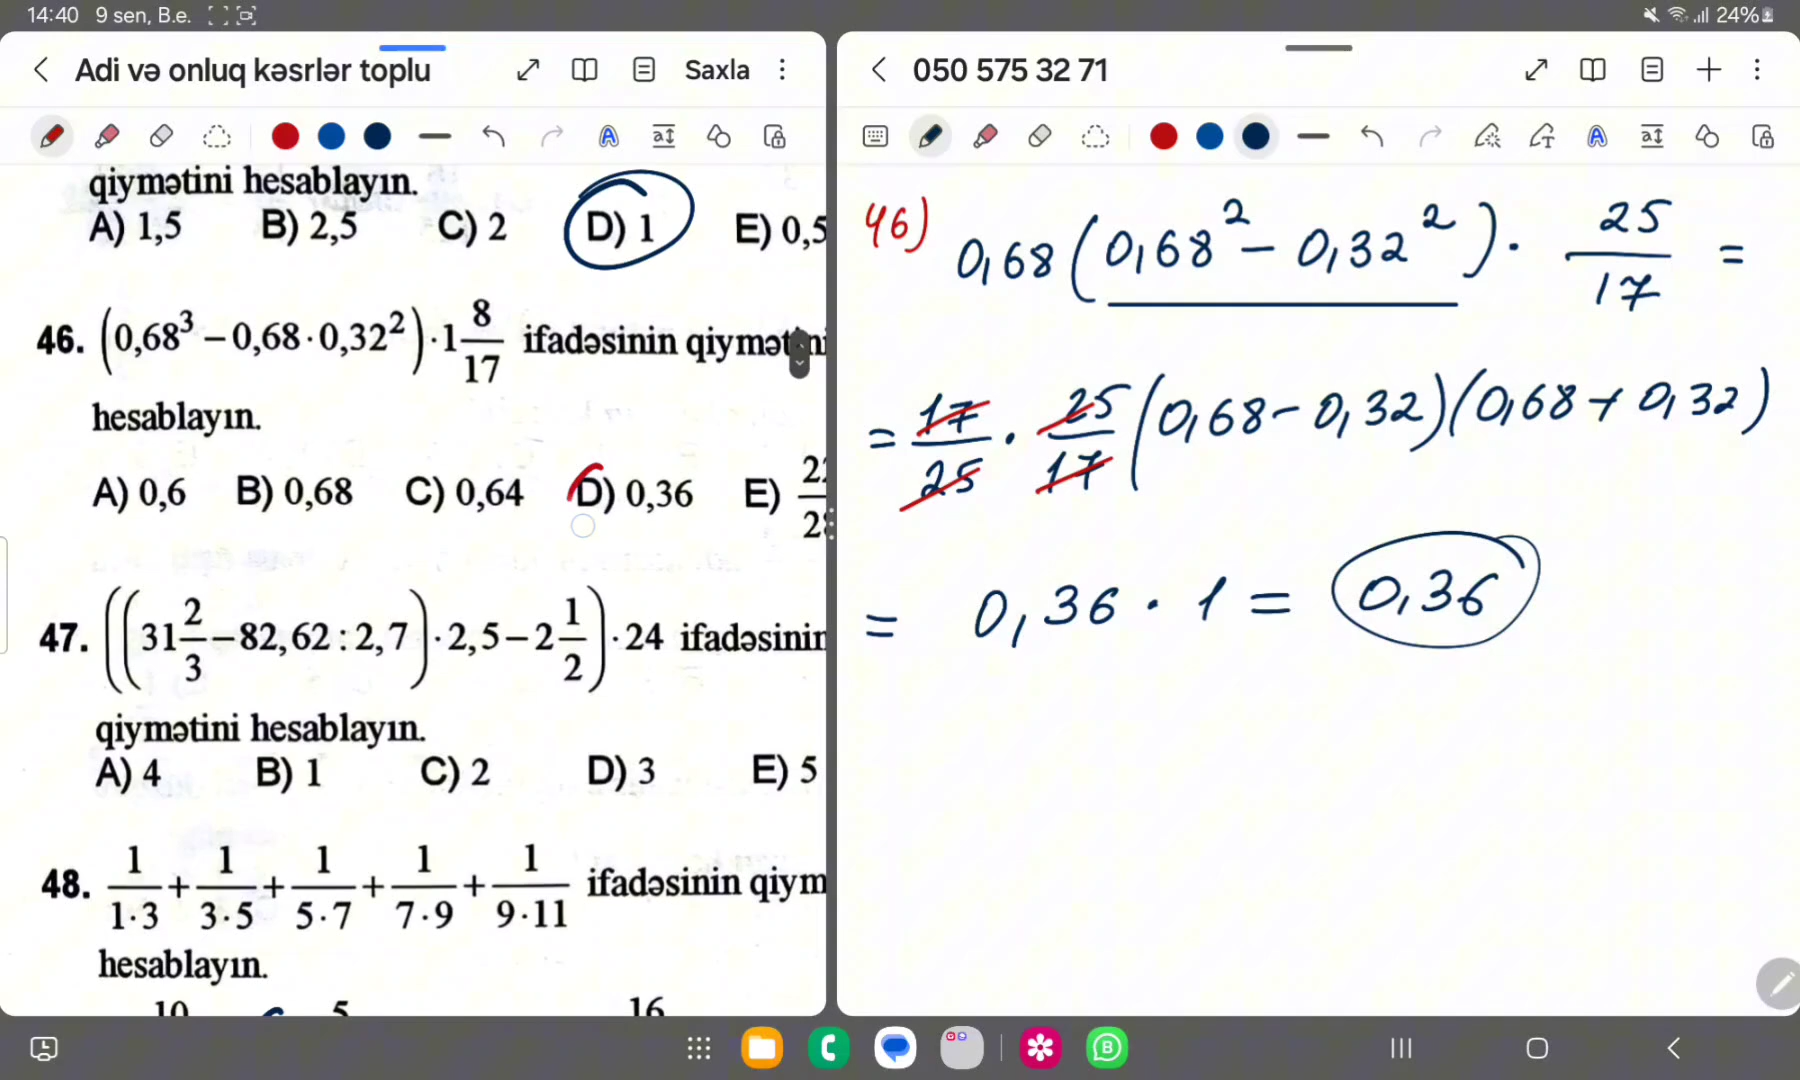 14:40 9 sen, B.e. 24%
Adi və onluq kəsrlər toplu Saxla
qiymətini hesablayın.
A) 1,5 B) 2,5 C) 2 D) 1 E) 0,5
46. (0,68³ – 0,68 · 0,32²) · 1 8/17 ifadəsinin
hesablayın.
A) 0,6 B) 0,68 C) 0,64 D) 0,36 E)
47. ((31 2/3 – 82,62 : 2,7) · 2,5 – 2 1/2) · 24 ifadəsinin
qiymətini hesablayın.
A) 4 B) 1 C) 2 D) 3 E) 5
48. 1/1·3 + 1/3·5 + 1/5·7 + 1/7·9 + 1/9·11 ifadəsinin qiym
hesablayın.
10 5 16
050 575 32 71
46) 0,68 (0,68² – 0,32²) · 25/17 =
= 17/25 · 25/17 (0,68 – 0,32)(0,68 + 0,32)
= 0,36 · 1 = 0,36